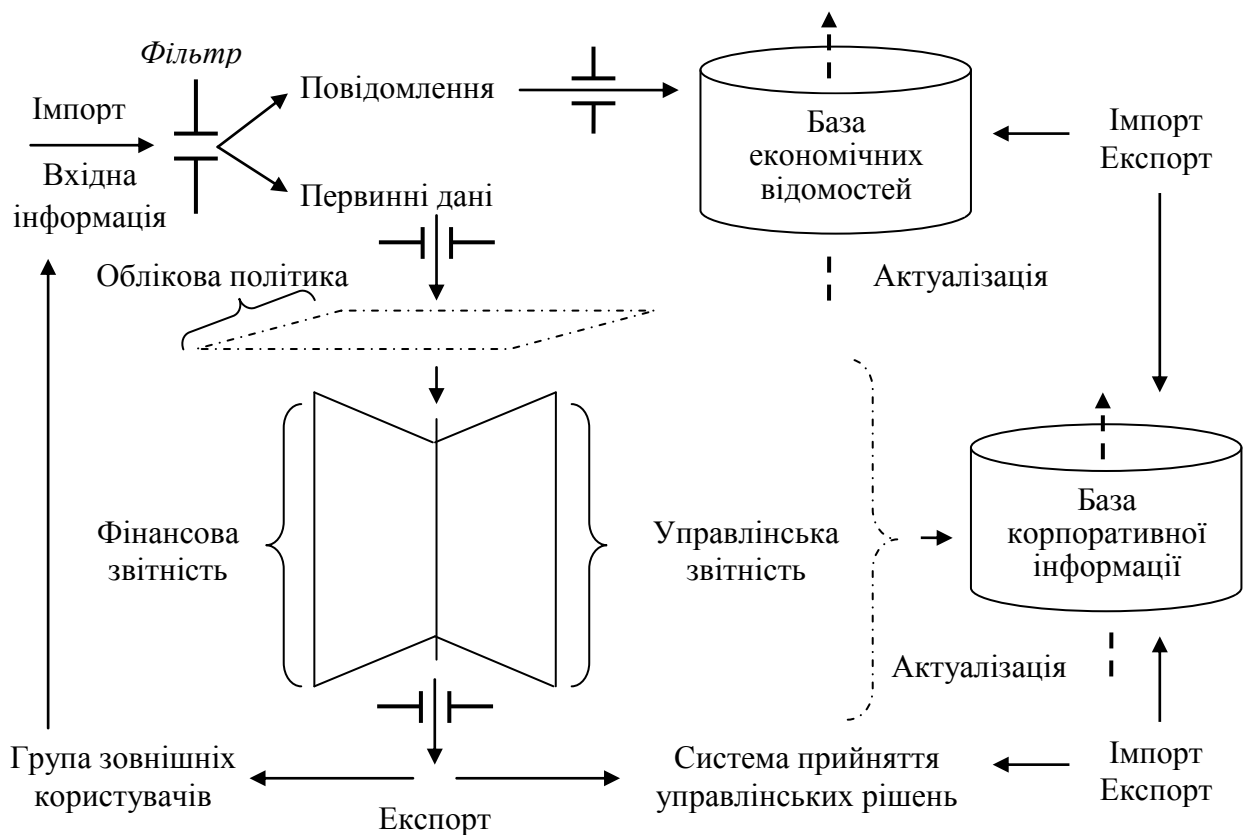 Фільтр
Імпорт
Вхідна
інформація
Повідомлення
Первинні дані
База
економічних
відомостей
Імпорт
Експорт
Облікова політика
Актуалізація
Фінансова
звітність
Управлінська
звітність
База
корпоративної
інформації
Актуалізація
Група зовнішніх
користувачів
Експорт
Система прийняття
управлінських рішень
Імпорт
Експорт